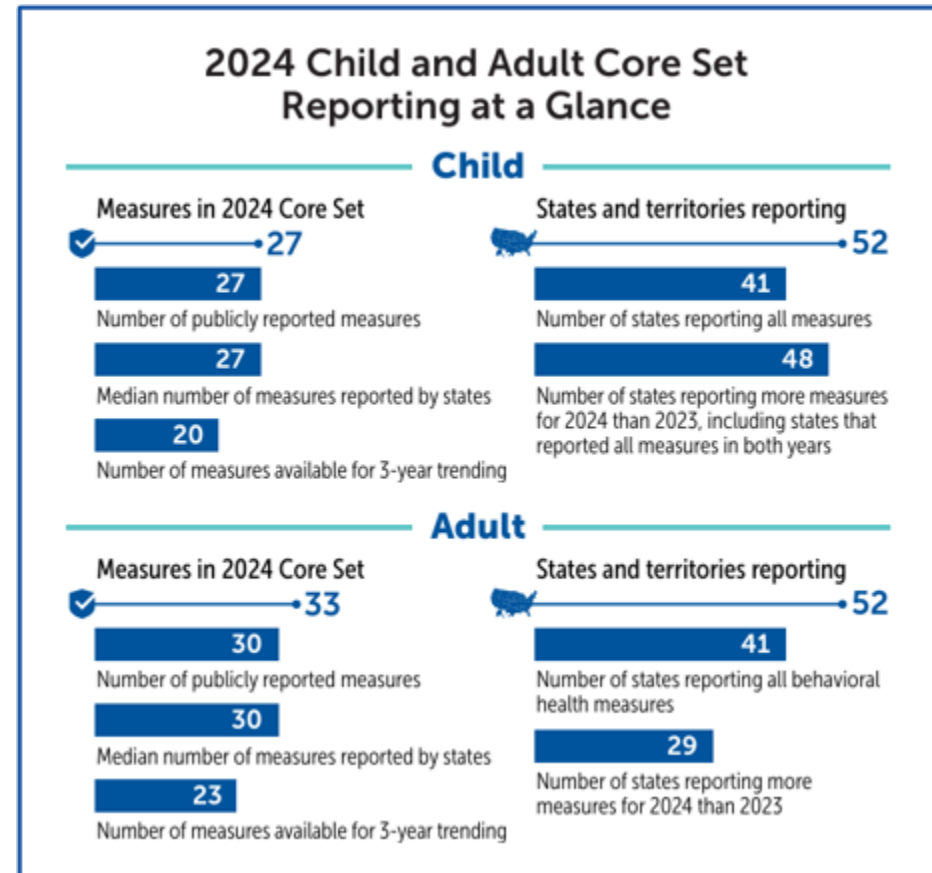 2024 Child and Adult Core Set
Reporting at a Glance
Child
Measures in 2024 Core Set
27
27
Number of publicly reported measures
27
Median number of measures reported by states
20
Number of measures available for 3-year trending
States and territories reporting
52
41
Number of states reporting all measures
48
Number of states reporting more measures
for 2024 than 2023, including states that
reported all measures in both years
Adult
Measures in 2024 Core Set
33
30
Number of publicly reported measures
30
Median number of measures reported by states
23
Number of measures available for 3-year trending
States and territories reporting
52
41
Number of states reporting all behavioral
health measures
29
Number of states reporting more
measures for 2024 than 2023